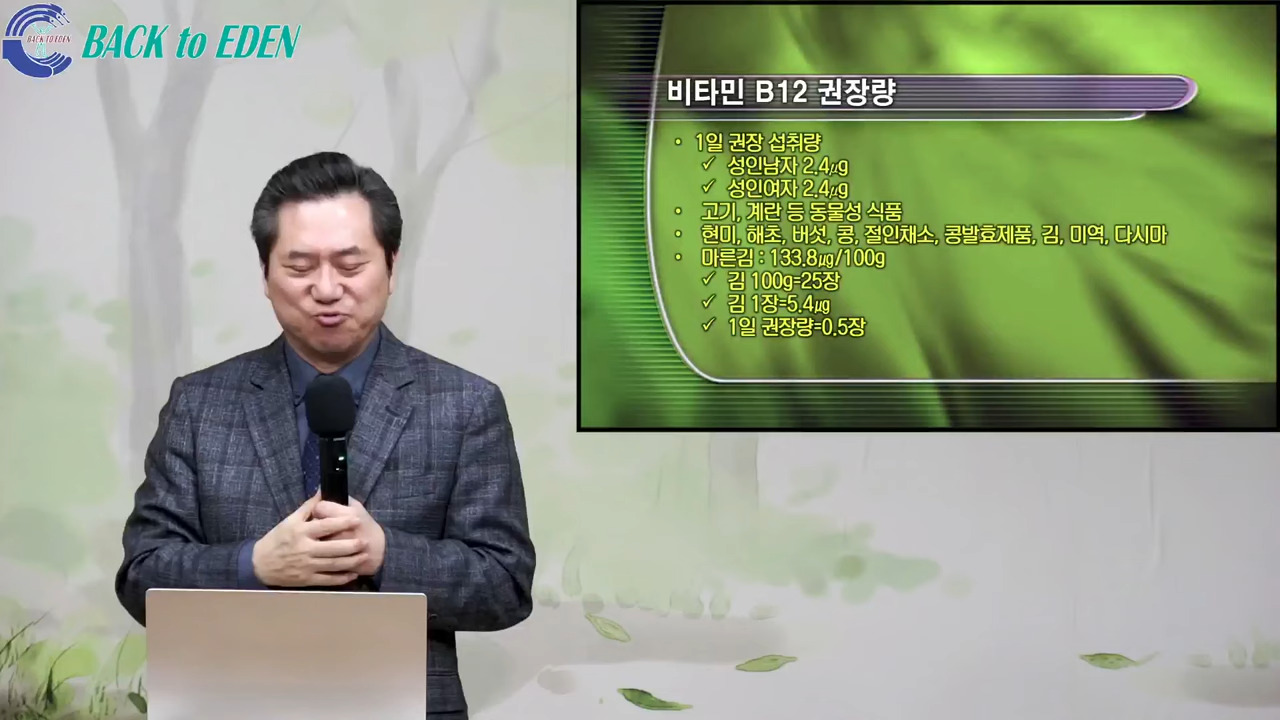 BACK TO EDEN
BACK to EDEN
비타민 B12 권장량
• 1일 권장 섭취량
✓ 성인남자 2.4㎍
✓ 성인여자 2.4㎍
• 고기, 계란 등 동물성 식품
• 현미, 해초, 버섯, 콩, 절인채소, 콩발효제품, 김, 미역, 다시마
• 마른김 : 133.8㎍/100g
✓ 김 100g=25장
✓ 김 1장=5.4㎍
✓ 1일 권장량=0.5장